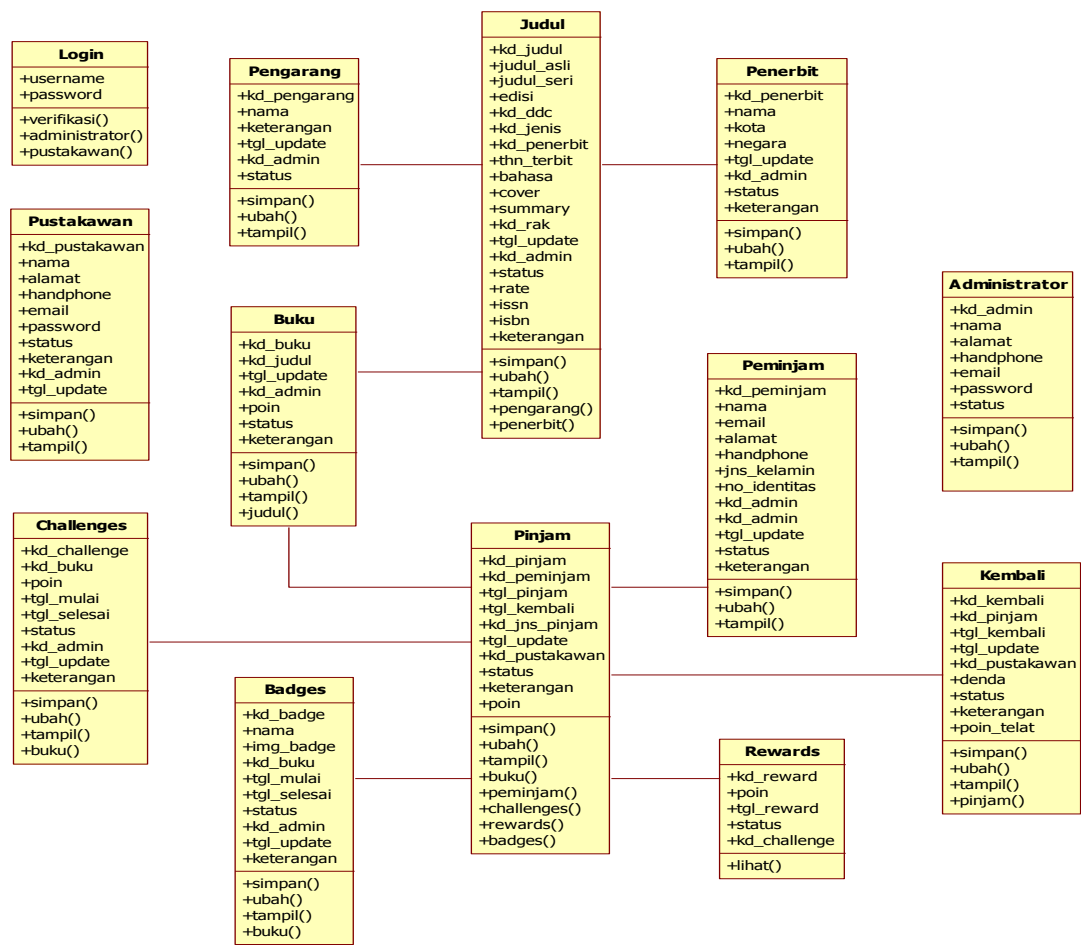 Login
+username
+password
+verifikasi()
+administrator()
+pustakawan()
Pengarang
+kd_pengarang
+nama
+keterangan
+tgl_update
+kd_admin
+status
+simpan()
+ubah()
+tampil()
Judul
+kd_judul
+judul_asli
+judul_seri
+edisi
+kd_ddc
+kd_jenis
+kd_penerbit
+thn_terbit
+bahasa
+cover
+summary
+kd_rak
+tgl_update
+kd_admin
+status
+rate
+issn
+isbn
+keterangan
+simpan()
+ubah()
+tampil()
+pengarang()
+penerbit()
Penerbit
+kd_penerbit
+nama
+kota
+negara
+tgl_update
+kd_admin
+status
+keterangan
+simpan()
+ubah()
+tampil()
Pustakawan
+kd_pustakawan
+nama
+alamat
+handphone
+email
+password
+status
+keterangan
+kd_admin
+tgl_update
+simpan()
+ubah()
+tampil()
Buku
+kd_buku
+kd_judul
+tgl_update
+kd_admin
+poin
+status
+keterangan
+simpan()
+ubah()
+tampil()
+judul()
Peminjam
+kd_peminjam
+nama
+email
+alamat
+handphone
+jns_kelamin
+no_identitas
+kd_admin
+kd_admin
+tgl_update
+status
+keterangan
+simpan()
+ubah()
+tampil()
Administrator
+kd_admin
+nama
+alamat
+handphone
+email
+password
+status
+simpan()
+ubah()
+tampil()
Challenges
+kd_challenge
+kd_buku
+poin
+tgl_mulai
+tgl_selesai
+status
+kd_admin
+tgl_update
+keterangan
+simpan()
+ubah()
+tampil()
+buku()
Pinjam
+kd_pinjam
+kd_peminjam
+tgl_pinjam
+tgl_kembali
+kd_jns_pinjam
+tgl_update
+kd_pustakawan
+status
+keterangan
+poin
+simpan()
+ubah()
+tampil()
+buku()
+peminjam()
+challenges()
+rewards()
+badges()
Kembali
+kd_kembali
+kd_pinjam
+tgl_kembali
+tgl_update
+kd_pustakawan
+denda
+status
+keterangan
+poin_telat
+simpan()
+ubah()
+tampil()
+pinjam()
Badges
+kd_badge
+nama
+img_badge
+kd_buku
+tgl_mulai
+tgl_selesai
+status
+kd_admin
+tgl_update
+keterangan
+simpan()
+ubah()
+tampil()
+buku()
Rewards
+kd_reward
+poin
+tgl_reward
+status
+kd_challenge
+lihat()